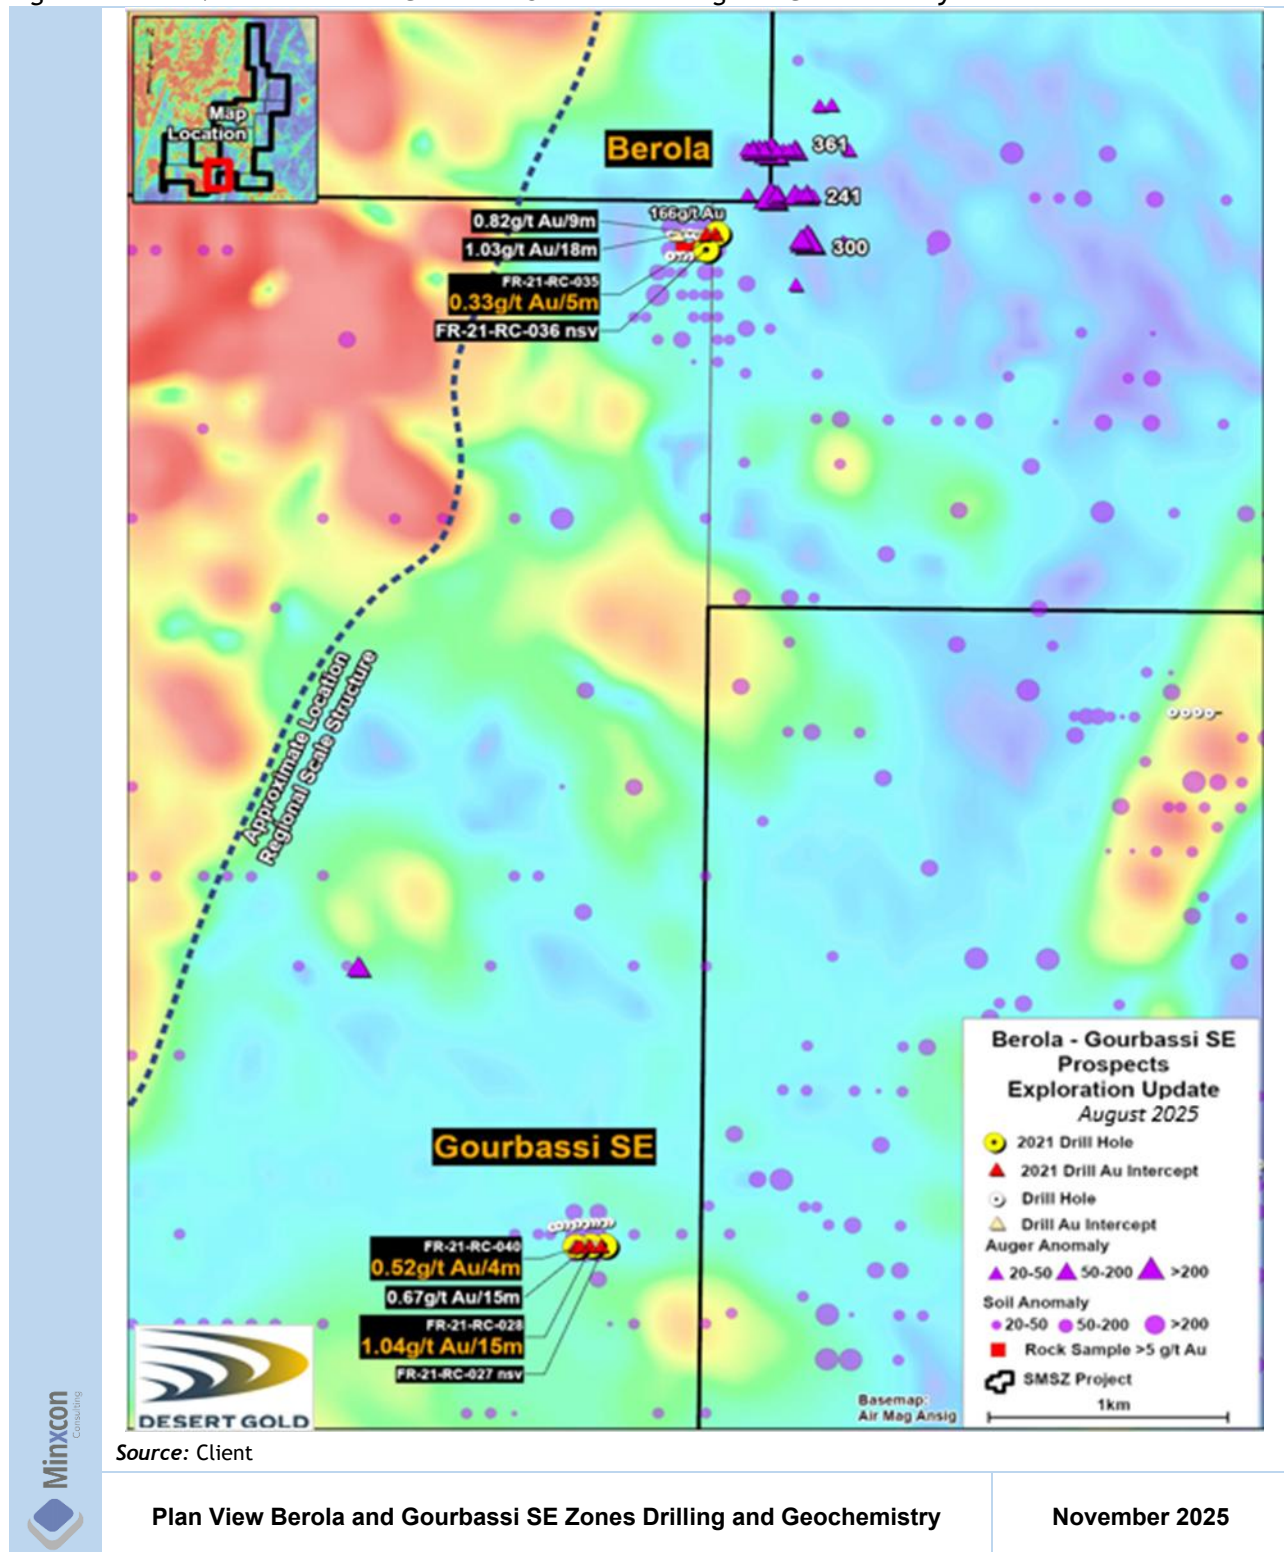 Map
Location
Berola
361
241
300
166g/t Au
0.82g/t Au/9m
1.03g/t Au/18m
FR-21-RC-035
0.33g/t Au/5m
FR-21-RC-036 nsv
Approximate Location
Regional Scale Structure
Gourbassi SE
FR-21-RC-040
0.52g/t Au/4m
0.67g/t Au/15m
FR-21-RC-028
1.04g/t Au/15m
FR-21-RC-027 nsv
DESERT GOLD
Basemap:
Air Mag Ansig
Berola - Gourbassi SE
Prospects
Exploration Update
August 2025
2021 Drill Hole
2021 Drill Au Intercept
Drill Hole
Drill Au Intercept
Auger Anomaly
20-50 50-200 >200
Soil Anomaly
20-50 50-200 >200
Rock Sample >5 g/t Au
SMSZ Project
1km
Minxcon
Consulting
Source: Client
Plan View Berola and Gourbassi SE Zones Drilling and Geochemistry
November 2025